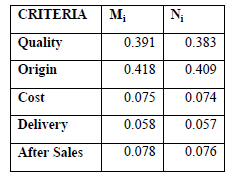 CRITERIA Mi Ni
Quality 0.391 0.383
Origin 0.418 0.409
Cost 0.075 0.074
Delivery 0.058 0.057
After Sales 0.078 0.076